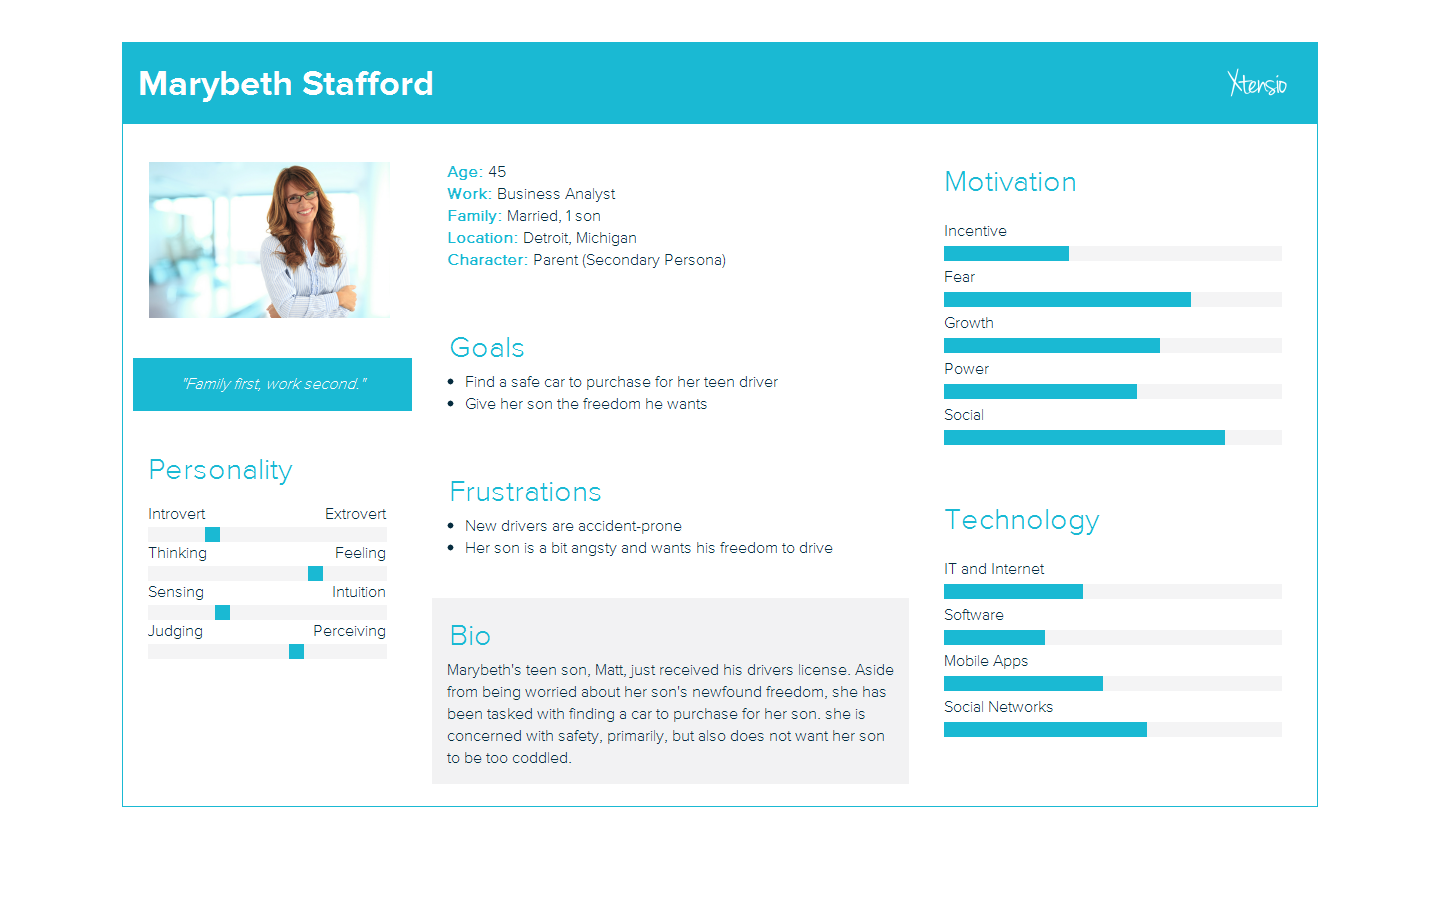 Marybeth Stafford
Xtensio
"Family first, work second."
Personality
Introvert Extrovert
Thinking Feeling
Sensing Intuition
Judging Perceiving
Age: 45
Work: Business Analyst
Family: Married, 1 son
Location: Detroit, Michigan
Character: Parent (Secondary Persona)
Goals
• Find a safe car to purchase for her teen driver
• Give her son the freedom he wants
Frustrations
• New drivers are accident-prone
• Her son is a bit angsty and wants his freedom to drive
Bio
Marybeth's teen son, Matt, just received his drivers license. Aside
from being worried about her son's newfound freedom, she has
been tasked with finding a car to purchase for her son. she is
concerned with safety, primarily, but also does not want her son
to be too coddled.
Motivation
Incentive
Fear
Growth
Power
Social
Technology
IT and Internet
Software
Mobile Apps
Social Networks